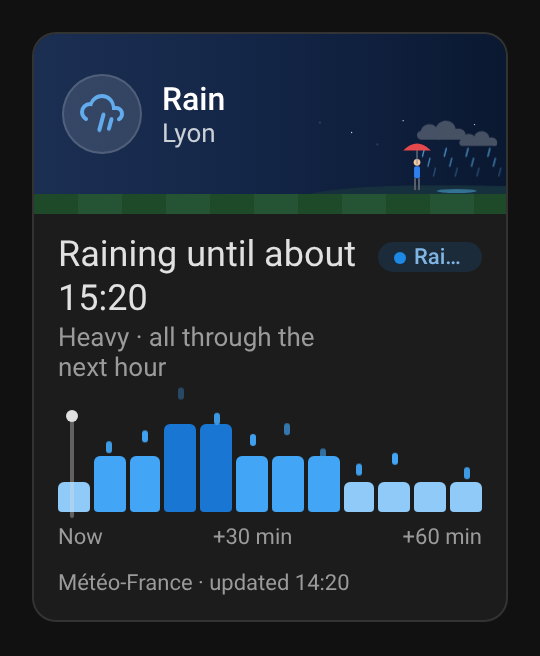 Rain
Lyon
Raining until about
15:20
Rai…
Heavy · all through the
next hour
Now
+30 min
+60 min
Météo-France · updated 14:20